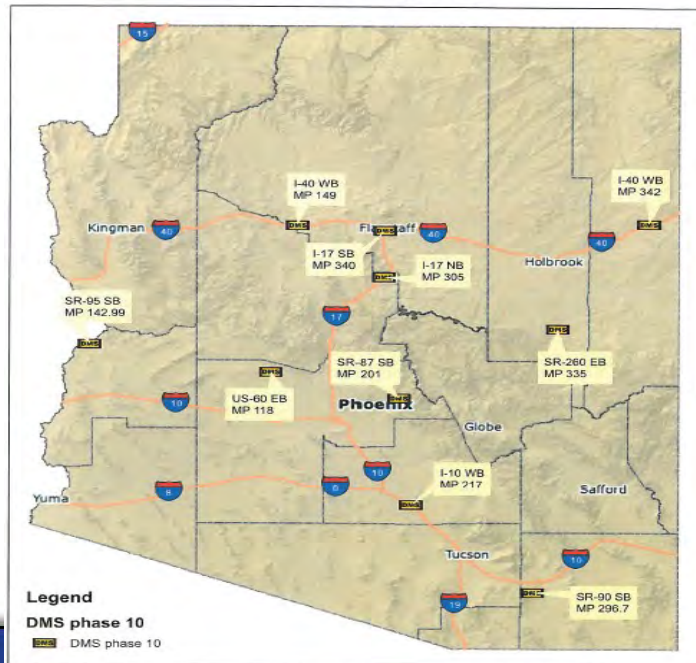 15
I-40 WB
MP 149
I-40 WB
MP 342
DMS
DMS
Kingman
40
Flagstaff
DMS
40
40
I-17 SB
MP 340
I-17 NB
MP 305
DMS
Holbrook
SR-95 SB
MP 142.99
17
DMS
DMS
SR-87 SB
MP 201
SR-260 EB
MP 335
DMS
US-60 EB
MP 118
DMS
10
Phoenix
Globe
10
I-10 WB
MP 217
8
8
DMS
Safford
Yuma
Tucson
10
DMS
SR-90 SB
MP 296.7
19
Legend
DMS phase 10
DMS DMS phase 10